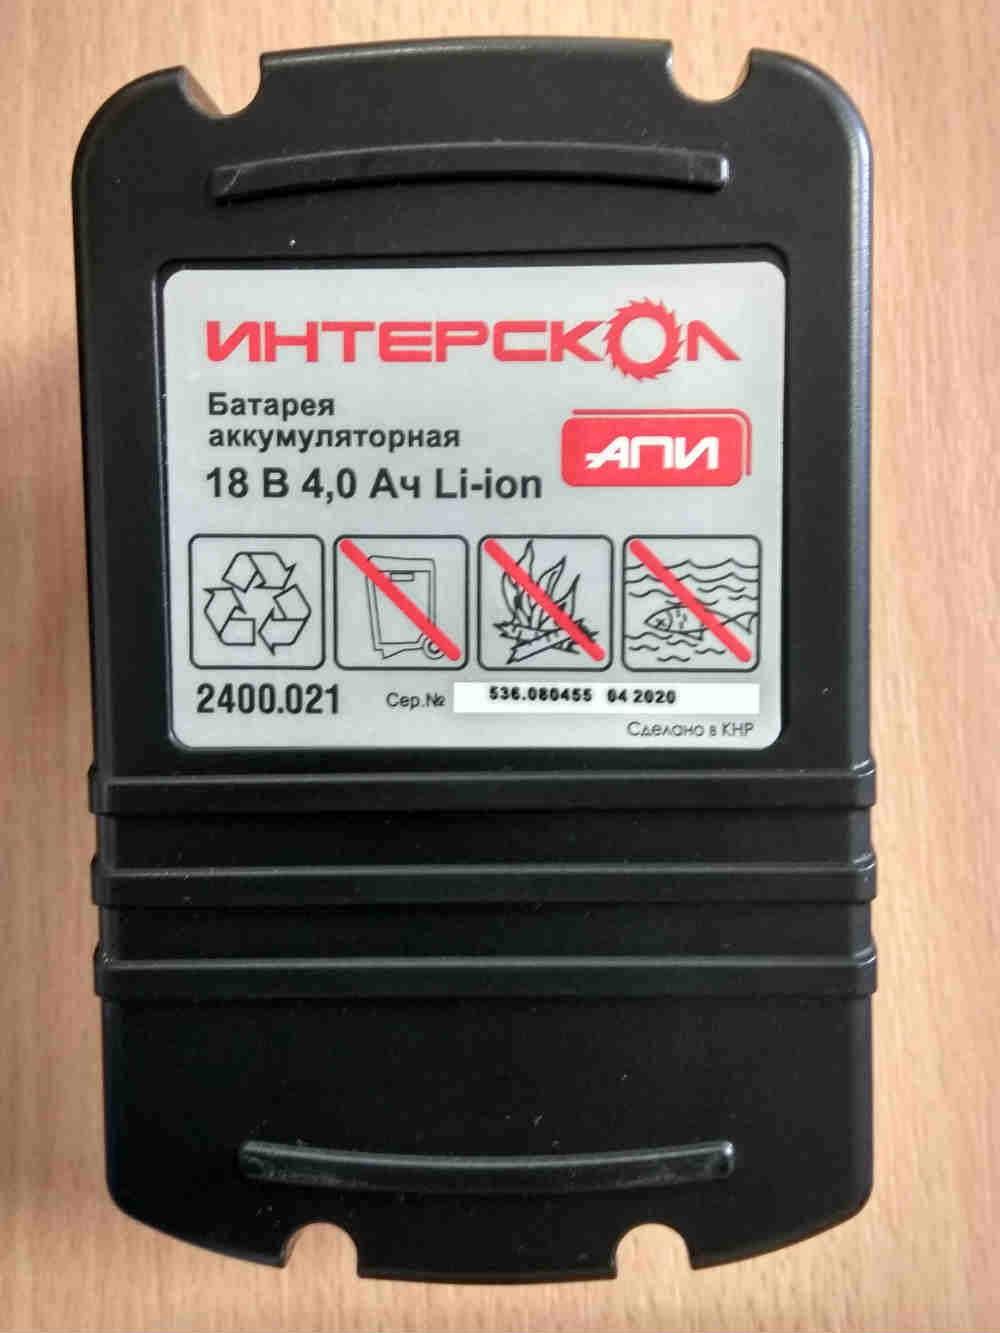 ИНТЕРСКОЛ
Батарея
аккумуляторная
АПИ
18 В 4,0 Ач Li-ion
2400.021 Сер.№ 536.080455 04 2020
Сделано в КНР